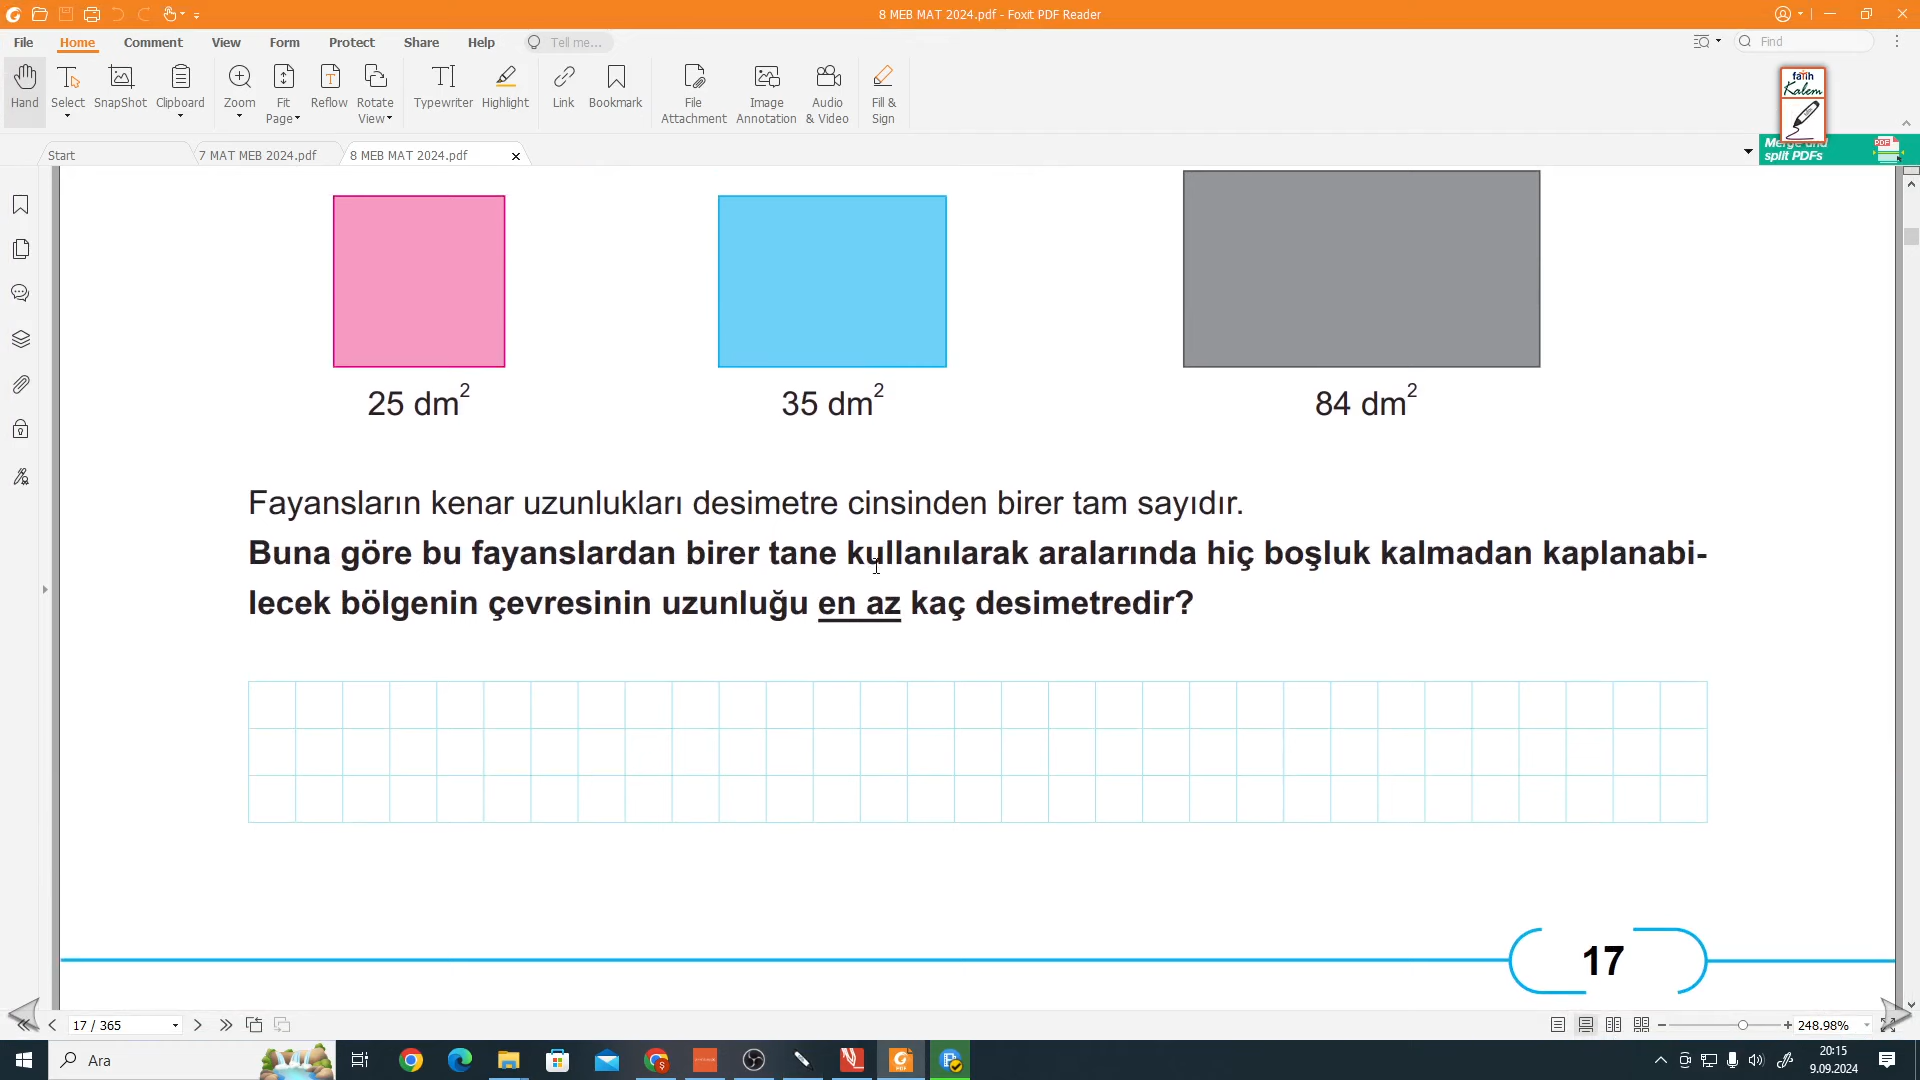 8 MEB MAT 2024.pdf - Foxit PDF Reader
File Home Comment View Form Protect Share Help Tell me... Find
Hand Select SnapShot Clipboard Zoom Fit Page Reflow Rotate View Typewriter Highlight Link Bookmark File Attachment Image Annotation Audio & Video Fill & Sign
fatih Kalem
Start 7 MAT MEB 2024.pdf 8 MEB MAT 2024.pdf
Merge and
split PDFs
PDF
25 dm² 35 dm² 84 dm²
Fayansların kenar uzunlukları desimetre cinsinden birer tam sayıdır.
Buna göre bu fayanslardan birer tane kullanılarak aralarında hiç boşluk kalmadan kaplanabi-
lecek bölgenin çevresinin uzunluğu en az kaç desimetredir?
17
17 / 365 248.98%
Ara 20:15
9.09.2024